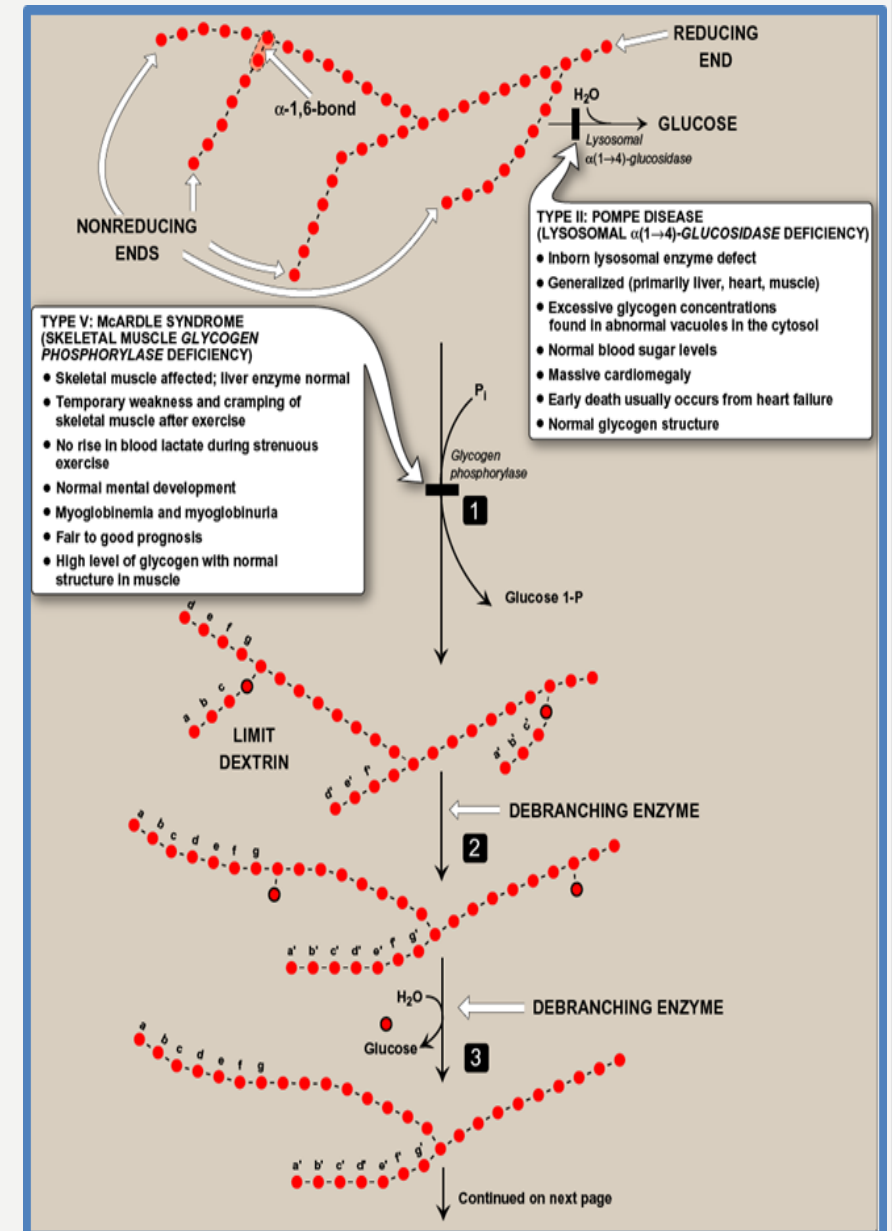 REDUCING
END
α-1,6-bond
H₂O
GLUCOSE
Lysosomal
α(1→4)-glucosidase
NONREDUCING
ENDS
TYPE II: POMPE DISEASE
(LYSOSOMAL α(1→4)-GLUCOSIDASE DEFICIENCY)
● Inborn lysosomal enzyme defect
● Generalized (primarily liver, heart, muscle)
● Excessive glycogen concentrations
found in abnormal vacuoles in the cytosol
● Normal blood sugar levels
● Massive cardiomegaly
● Early death usually occurs from heart failure
● Normal glycogen structure
TYPE V: McARDLE SYNDROME
(SKELETAL MUSCLE GLYCOGEN
PHOSPHORYLASE DEFICIENCY)
● Skeletal muscle affected; liver enzyme normal
● Temporary weakness and cramping of
skeletal muscle after exercise
● No rise in blood lactate during strenuous
exercise
● Normal mental development
● Myoglobinemia and myoglobinuria
● Fair to good prognosis
● High level of glycogen with normal
structure in muscle
Pi
Glycogen
phosphorylase
1
Glucose 1-P
d e f g
a b c
LIMIT
DEXTRIN
d' e' f'
a' b' c'
DEBRANCHING ENZYME
2
a b c d e f g
a' b' c' d' e' f' g'
H₂O
DEBRANCHING ENZYME
Glucose
3
a b c d e f g
a' b' c' d' e' f' g'
Continued on next page